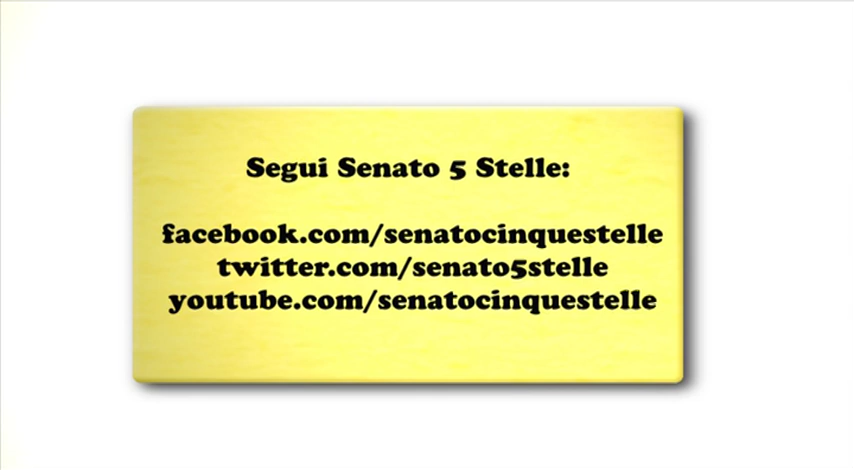 Segui Senato 5 Stelle:
facebook.com/senatocinquestelle
twitter.com/senato5stelle
youtube.com/senatocinquestelle